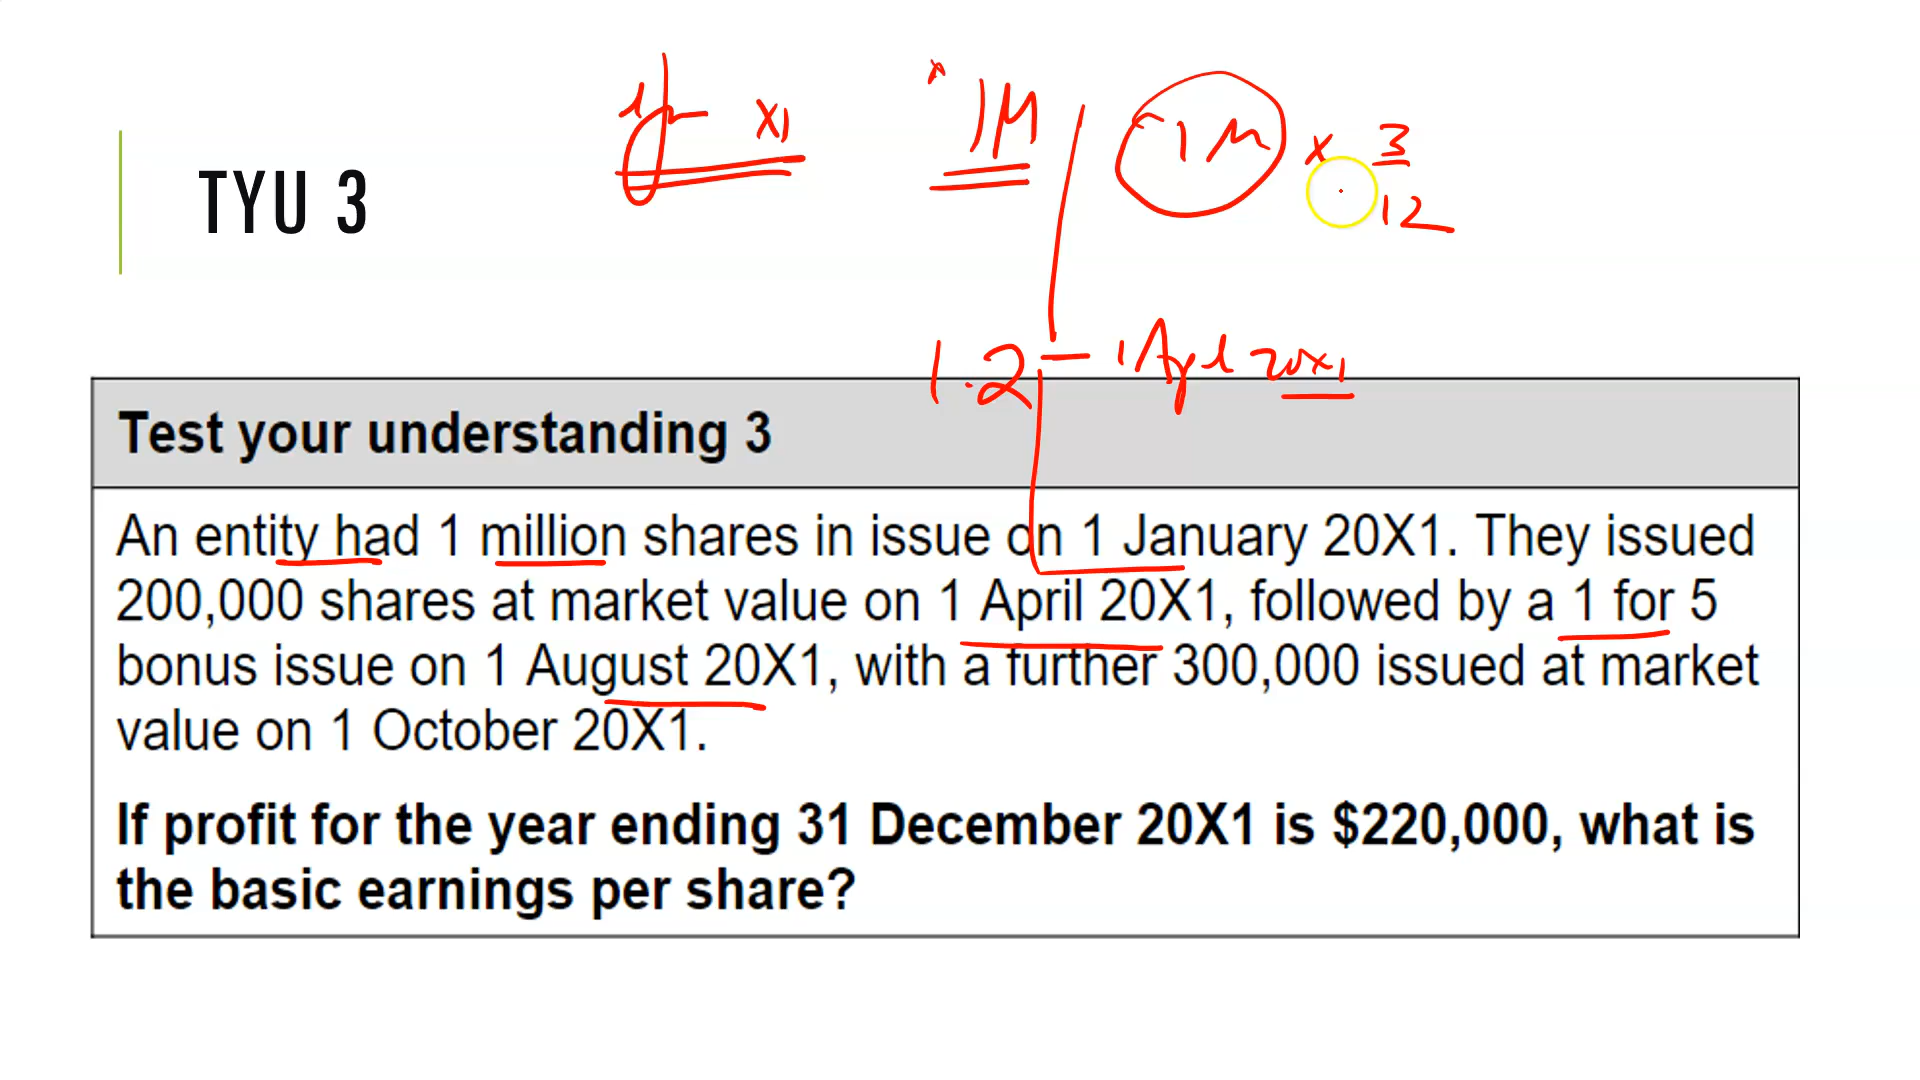 x1 1M 1M x 3
12
TYU 3
1.2 - 1 April 20x1
Test your understanding 3
An entity had 1 million shares in issue on 1 January 20X1. They issued
200,000 shares at market value on 1 April 20X1, followed by a 1 for 5
bonus issue on 1 August 20X1, with a further 300,000 issued at market
value on 1 October 20X1.
If profit for the year ending 31 December 20X1 is $220,000, what is
the basic earnings per share?